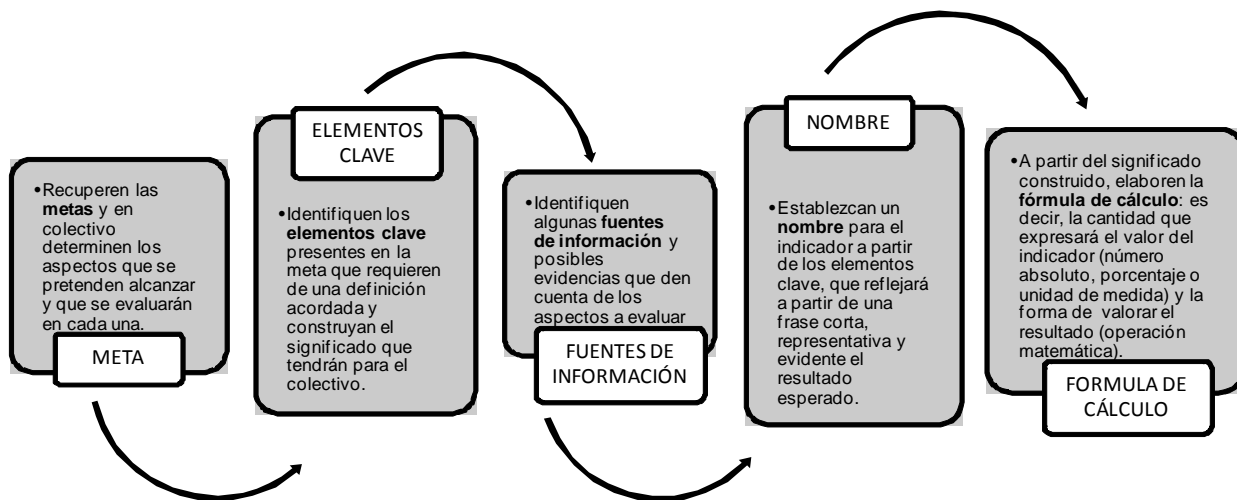 •Recuperen las
metas y en
colectivo
determinen los
aspectos que se
pretenden alcanzar
y que se evaluarán
en cada una.
META
ELEMENTOS
CLAVE
•Identifiquen los
elementos clave
presentes en la
meta que requieren
de una definición
acordada y
construyan el
significado que
tendrán para el
colectivo.
•Identifiquen
algunas fuentes
de información y
posibles
evidencias que den
cuenta de los
aspectos a evaluar
FUENTES DE
INFORMACIÓN
NOMBRE
•Establezcan un
nombre para el
indicador a partir
de los elementos
clave, que reflejará
a partir de una
frase corta,
representativa y
evidente el
resultado
esperado.
•A partir del significado
construido, elaboren la
fórmula de cálculo: es
decir, la cantidad que
expresará el valor del
indicador (número
absoluto, porcentaje o
unidad de medida) y la
forma de valorar el
resultado (operación
matemática).
FORMULA DE
CÁLCULO